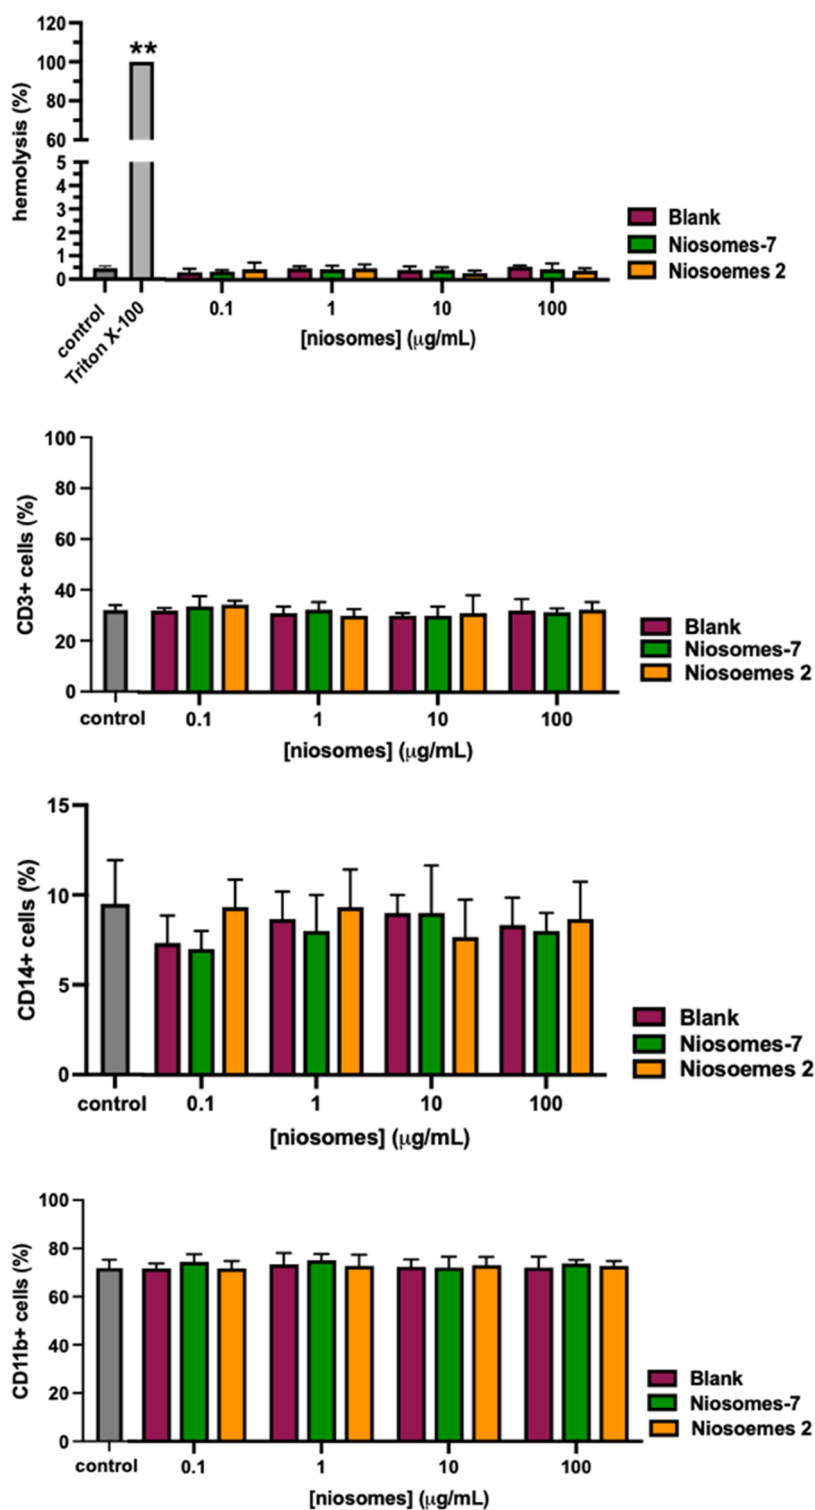 120
100
**
80
60
hemolysis (%)
5
4
3
2
1
0
control
Triton X-100
0.1
1
10
100
[niosomes] (μg/mL)
Blank
Niosomes-7
Niosoemes 2
100
80
60
40
20
0
CD3+ cells (%)
control
0.1
1
10
100
[niosomes] (μg/mL)
Blank
Niosomes-7
Niosoemes 2
15
10
5
0
CD14+ cells (%)
control
0.1
1
10
100
[niosomes] (μg/mL)
Blank
Niosomes-7
Niosoemes 2
100
80
60
40
20
0
CD11b+ cells (%)
control
0.1
1
10
100
[niosomes] (μg/mL)
Blank
Niosomes-7
Niosoemes 2